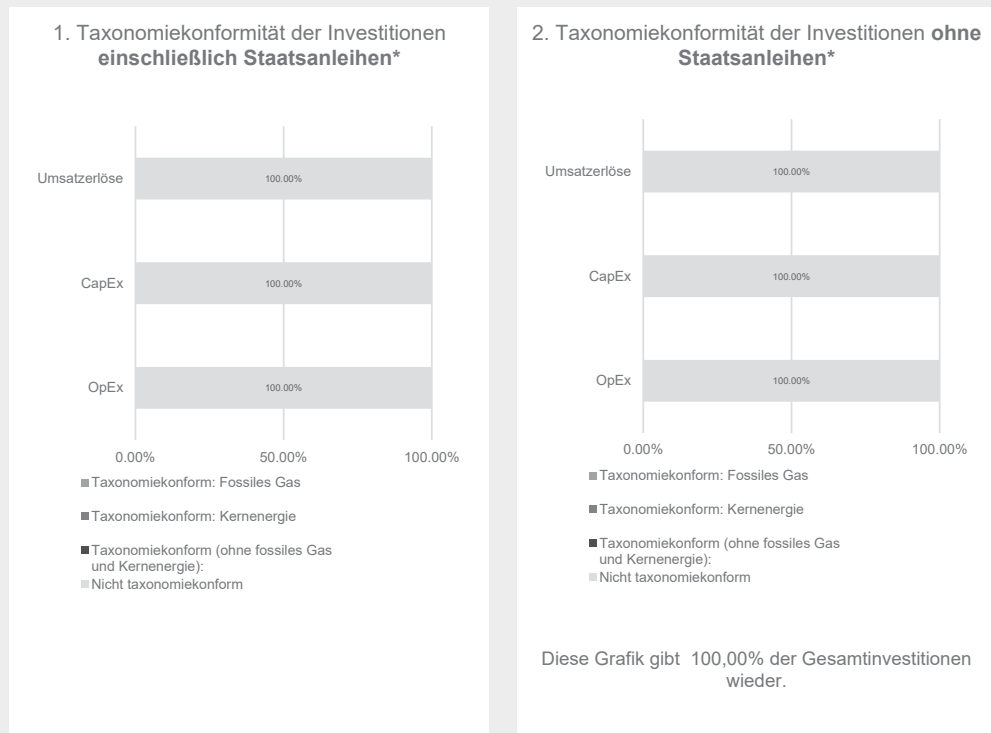 1. Taxonomiekonformität der Investitionen
einschließlich Staatsanleihen*
Umsatzerlöse
100.00%
CapEx
100.00%
OpEx
100.00%
0.00%
50.00%
100.00%
Taxonomiekonform: Fossiles Gas
Taxonomiekonform: Kernenergie
Taxonomiekonform (ohne fossiles Gas
und Kernenergie):
Nicht taxonomiekonform
2. Taxonomiekonformität der Investitionen ohne
Staatsanleihen*
Umsatzerlöse
100.00%
CapEx
100.00%
OpEx
100.00%
0.00%
50.00%
100.00%
Taxonomiekonform: Fossiles Gas
Taxonomiekonform: Kernenergie
Taxonomiekonform (ohne fossiles Gas
und Kernenergie):
Nicht taxonomiekonform
Diese Grafik gibt 100,00% der Gesamtinvestitionen
wieder.